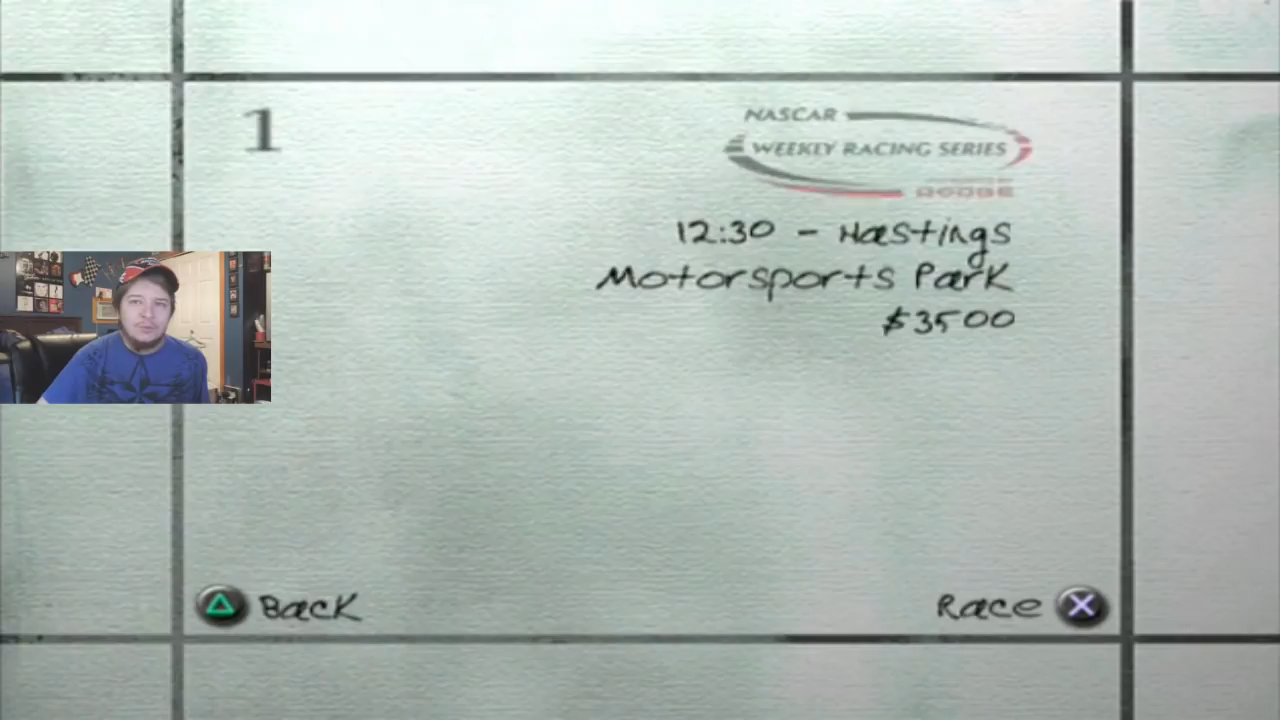 1
NASCAR
WEEKLY RACING SERIES
DODGE
12:30 - Hastings
Motorsports Park
$3500
Back
Race